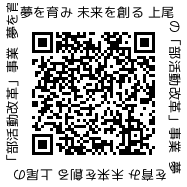 夢を育み 未来を創る 上尾
の「部活動改革」事業 夢
を育み 未来を創る 上尾の
「部活動改革」事業 夢を